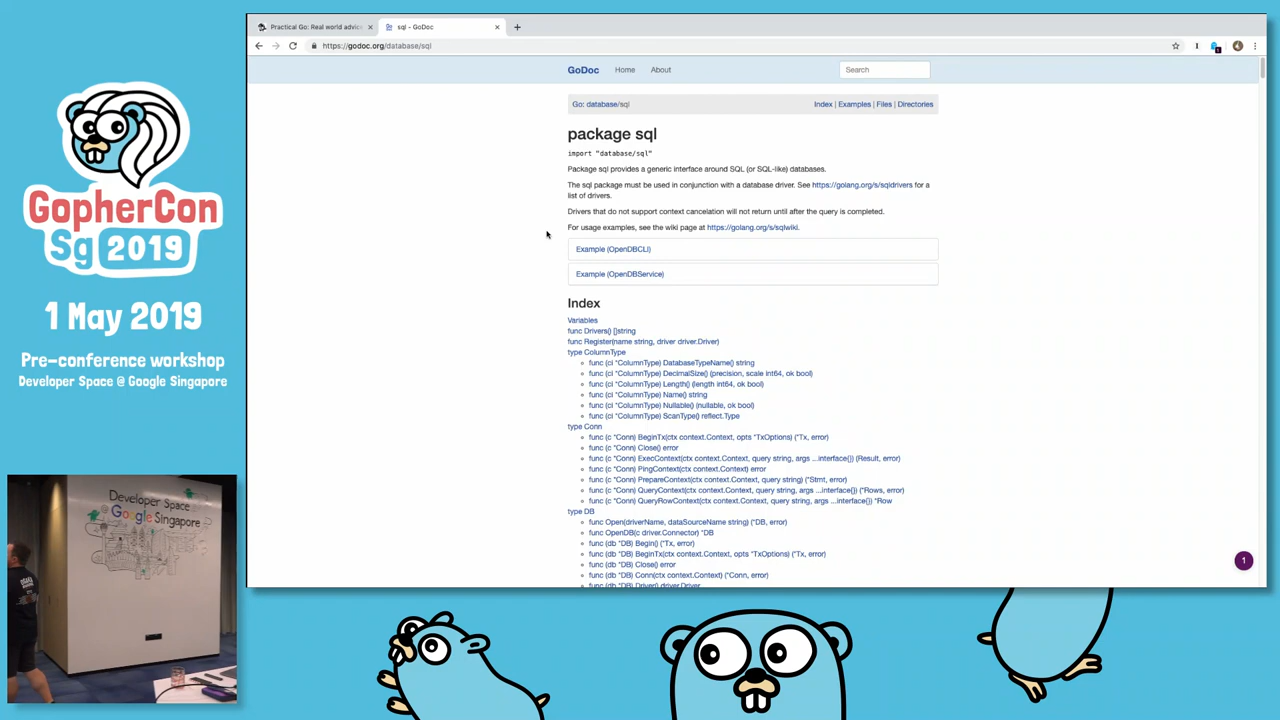 GopherCon
Sg 2019
1 May 2019
Pre-conference workshop
Developer Space @ Google Singapore
Developer Space
Google Singapore
Practical Go: Real world advice
sql - GoDoc
https://godoc.org/database/sql
GoDoc Home About Search
Go: database/sql Index | Examples | Files | Directories
package sql
import "database/sql"
Package sql provides a generic interface around SQL (or SQL-like) databases.
The sql package must be used in conjunction with a database driver. See https://golang.org/s/sqldrivers for a
list of drivers.
Drivers that do not support context cancelation will not return until after the query is completed.
For usage examples, see the wiki page at https://golang.org/s/sqlwiki.
Example (OpenDBCLI)
Example (OpenDBService)
Index
Variables
func Drivers() []string
func Register(name string, driver driver.Driver)
type ColumnType
func (ci *ColumnType) DatabaseTypeName() string
func (ci *ColumnType) DecimalSize() (precision, scale int64, ok bool)
func (ci *ColumnType) Length() (length int64, ok bool)
func (ci *ColumnType) Name() string
func (ci *ColumnType) Nullable() (nullable, ok bool)
func (ci *ColumnType) ScanType() reflect.Type
type Conn
func (c *Conn) BeginTx(ctx context.Context, opts *TxOptions) (*Tx, error)
func (c *Conn) Close() error
func (c *Conn) ExecContext(ctx context.Context, query string, args ...interface{}) (Result, error)
func (c *Conn) PingContext(ctx context.Context) error
func (c *Conn) PrepareContext(ctx context.Context, query string) (*Stmt, error)
func (c *Conn) QueryContext(ctx context.Context, query string, args ...interface{}) (*Rows, error)
func (c *Conn) QueryRowContext(ctx context.Context, query string, args ...interface{}) *Row
type DB
func Open(driverName, dataSourceName string) (*DB, error)
func OpenDB(c driver.Connector) *DB
func (db *DB) Begin() (*Tx, error)
func (db *DB) BeginTx(ctx context.Context, opts *TxOptions) (*Tx, error)
func (db *DB) Close() error
func (db *DB) Conn(ctx context.Context) (*Conn, error)
func (db *DB) Driver() driver.Driver
1